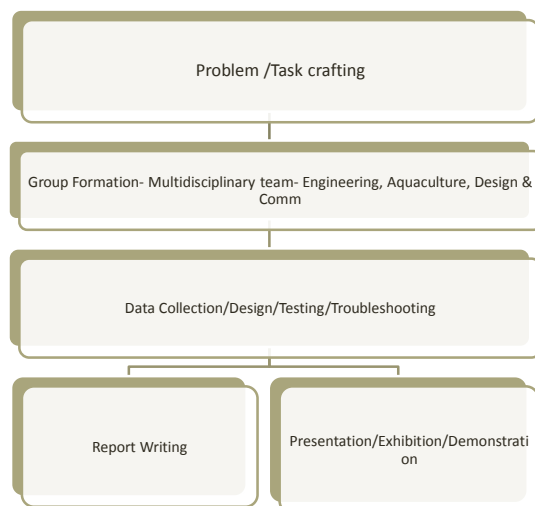 Problem /Task crafting
Group Formation- Multidisciplinary team- Engineering, Aquaculture, Design &
Comm
Data Collection/Design/Testing/Troubleshooting
Report Writing
Presentation/Exhibition/Demonstrati
on